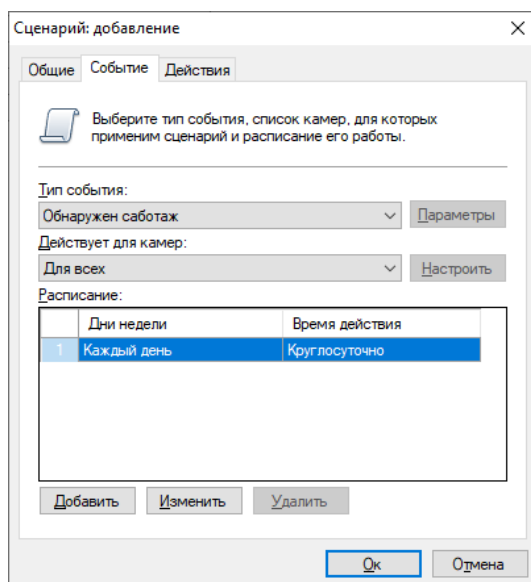 Сценарий: добавление
Общие Событие Действия
Выберите тип события, список камер, для которых
применим сценарий и расписание его работы.
Тип события:
Обнаружен саботаж Параметры
Действует для камер:
Для всех Настроить
Расписание:
Дни недели Время действия
1 Каждый день Круглосуточно
Добавить Изменить Удалить
Ок Отмена